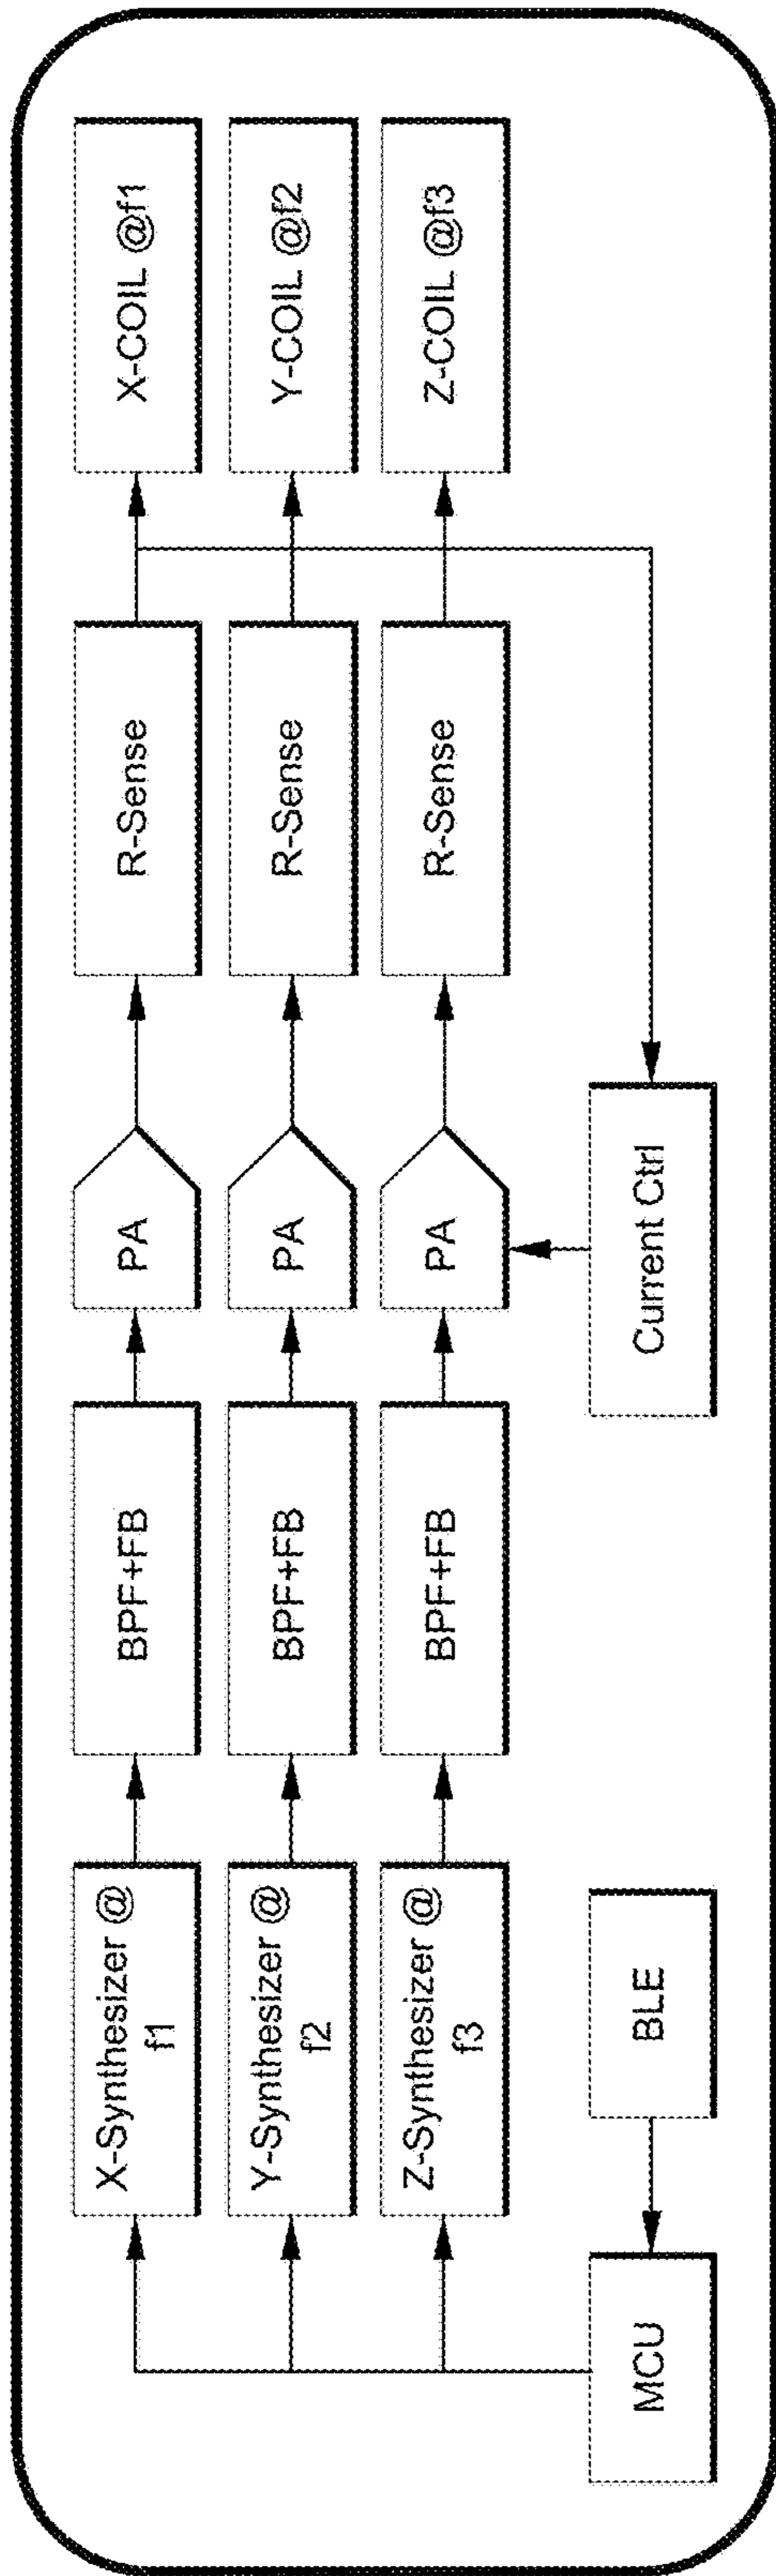 X-Synthesizer @
f1
BPF+FB
PA
R-Sense
X-COIL @f1
Y-Synthesizer @
f2
BPF+FB
PA
R-Sense
Y-COIL @f2
Z-Synthesizer @
f3
BPF+FB
PA
R-Sense
Z-COIL @f3
MCU
BLE
Current Ctrl